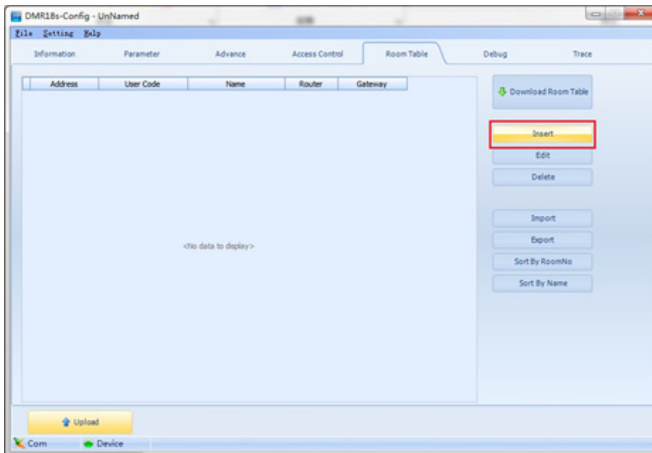 DMR18s-Config - UnNamed
File Setting Help
Information Parameter Advance Access Control Room Table Debug Trace
Address User Code Name Router Gateway
Download Room Table
Insert
Edit
Delete
<No data to display>
Import
Export
Sort By RoomNo
Sort By Name
Upload
Com Device